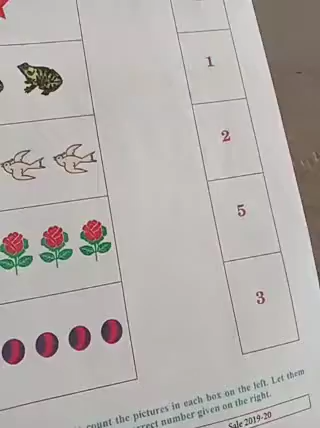 1
2
5
3
count the pictures in each box on the left. Let them
correct number given on the right.
Sale 2019-20